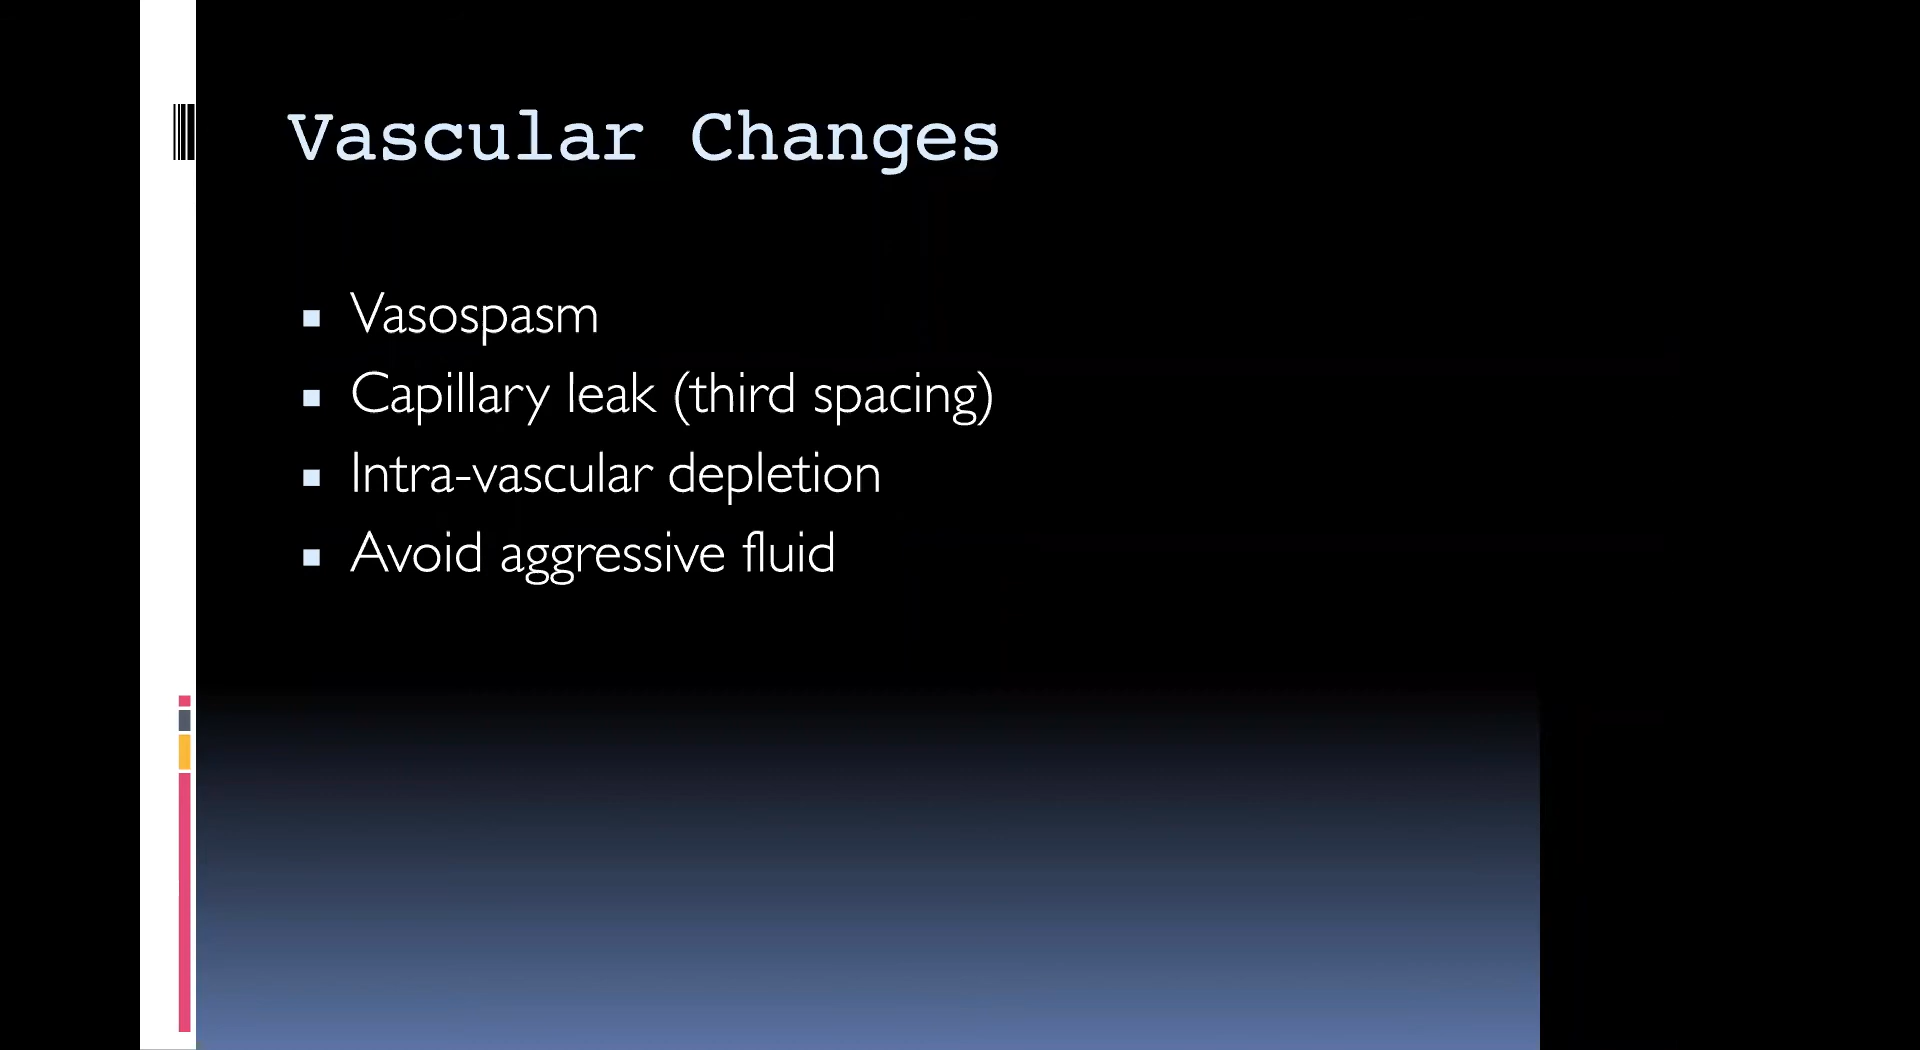 Vascular Changes
Vasospasm
Capillary leak (third spacing)
Intra-vascular depletion
Avoid aggressive fluid